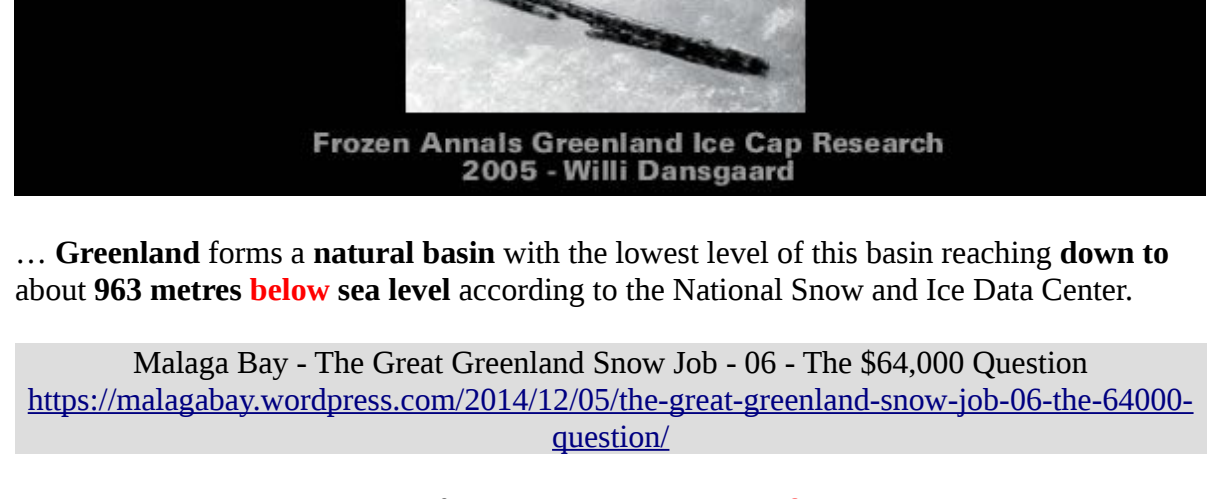 Frozen Annals Greenland Ice Cap Research
2005 - Willi Dansgaard
… Greenland forms a natural basin with the lowest level of this basin reaching down to
about 963 metres below sea level according to the National Snow and Ice Data Center.
Malaga Bay - The Great Greenland Snow Job - 06 - The $64,000 Question
https://malagabay.wordpress.com/2014/12/05/the-great-greenland-snow-job-06-the-64000-
question/